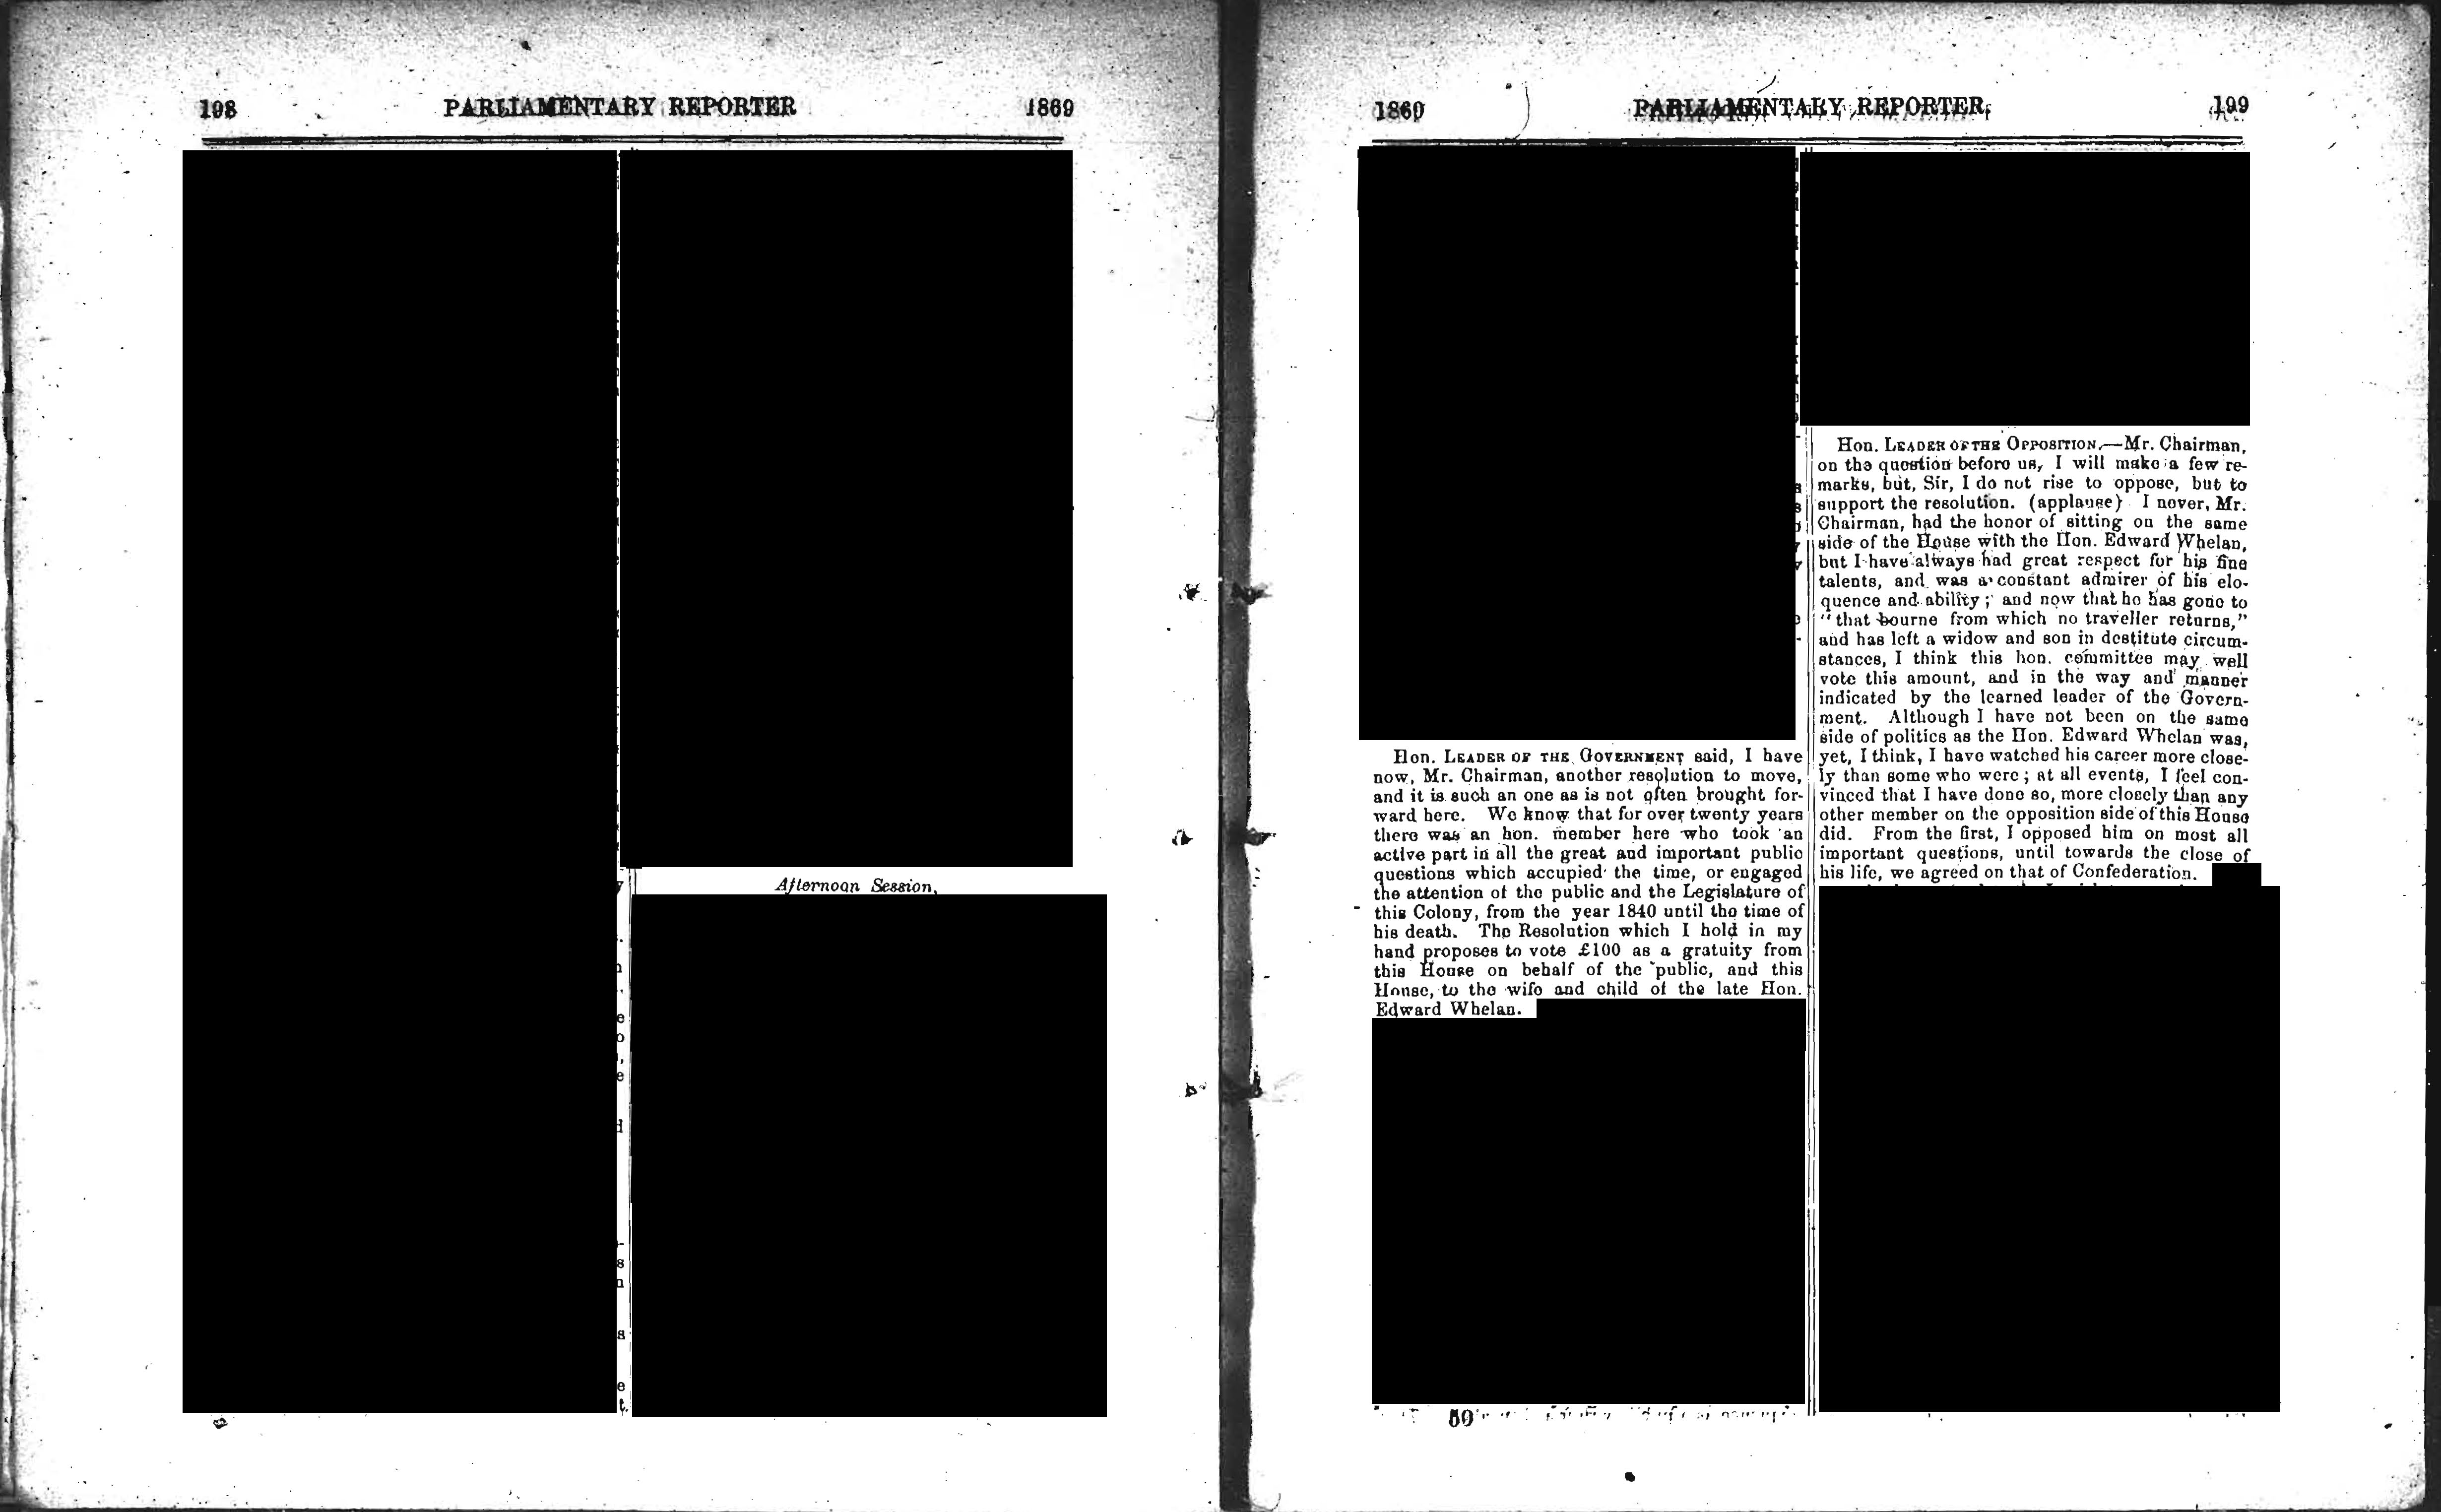 198 PARLIAMENTARY REPORTER 1869
Afternoon Session.
1869 PARLIAMENTARY REPORTER. 199
Hon. LEADER OF THE GOVERNMENT said, I have
now, Mr. Chairman, another resolution to move,
and it is such an one as is not often brought for-
ward here. We know that for over twenty years
there was an hon. member here who took an
active part in all the great and important public
questions which accupied the time, or engaged
the attention of the public and the Legislature of
this Colony, from the year 1840 until the time of
his death. The Resolution which I hold in my
hand proposes to vote £100 as a gratuity from
this House on behalf of the public, and this
House, to the wife and child of the late Hon.
Edward Whelan.
50
Hon. LEADER OF THE OPPOSITION.—Mr. Chairman,
on the question before us, I will make a few re-
marks, but, Sir, I do not rise to oppose, but to
support the resolution. (applause) I never, Mr.
Chairman, had the honor of sitting on the same
side of the House with the Hon. Edward Whelan,
but I have always had great respect for his fine
talents, and was a constant admirer of his elo-
quence and ability; and now that he has gone to
"that bourne from which no traveller returns,"
and has left a widow and son in destitute circum-
stances, I think this hon. committee may well
vote this amount, and in the way and manner
indicated by the learned leader of the Govern-
ment. Although I have not been on the same
side of politics as the Hon. Edward Whelan was,
yet, I think, I have watched his career more close-
ly than some who were; at all events, I feel con-
vinced that I have done so, more closely than any
other member on the opposition side of this House
did. From the first, I opposed him on most all
important questions, until towards the close of
his life, we agreed on that of Confederation.